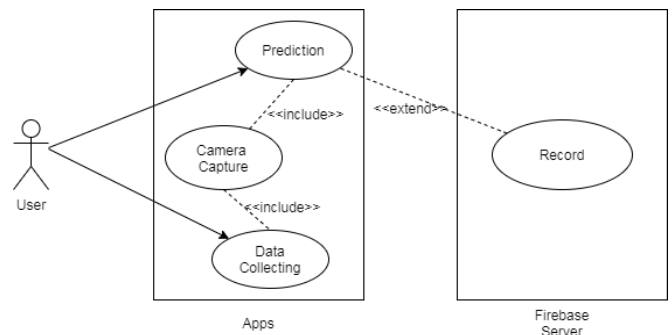 Prediction
<<include>>
<<extend>>
Camera
Capture
Record
User
<<include>>
Data
Collecting
Apps
Firebase
Server